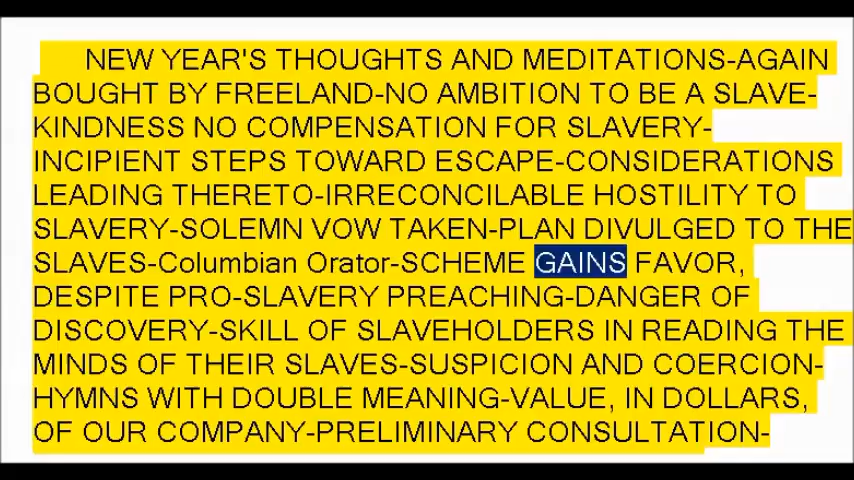 NEW YEAR'S THOUGHTS AND MEDITATIONS-AGAIN
BOUGHT BY FREELAND-NO AMBITION TO BE A SLAVE-
KINDNESS NO COMPENSATION FOR SLAVERY-
INCIPIENT STEPS TOWARD ESCAPE-CONSIDERATIONS
LEADING THERETO-IRRECONCILABLE HOSTILITY TO
SLAVERY-SOLEMN VOW TAKEN-PLAN DIVULGED TO THE
SLAVES-Columbian Orator-SCHEME GAINS FAVOR,
DESPITE PRO-SLAVERY PREACHING-DANGER OF
DISCOVERY-SKILL OF SLAVEHOLDERS IN READING THE
MINDS OF THEIR SLAVES-SUSPICION AND COERCION-
HYMNS WITH DOUBLE MEANING-VALUE, IN DOLLARS,
OF OUR COMPANY-PRELIMINARY CONSULTATION-